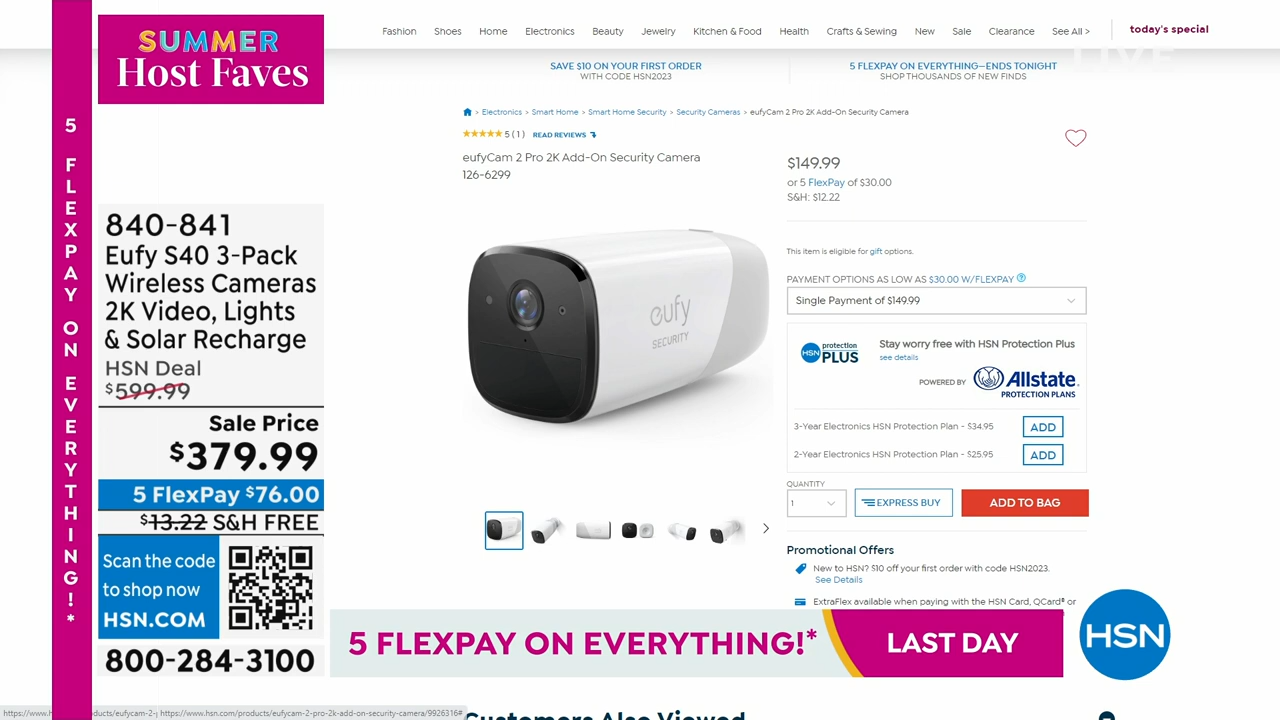 SUMMER
Host Faves
5 FLEXPAY ON EVERYTHING!*
840-841
Eufy S40 3-Pack
Wireless Cameras
2K Video, Lights
& Solar Recharge
HSN Deal
$599.99
Sale Price
$379.99
5 FlexPay $76.00
$13.22 S&H FREE
Scan the code
to shop now
HSN.COM
800-284-3100
Fashion Shoes Home Electronics Beauty Jewelry Kitchen & Food Health Crafts & Sewing New Sale Clearance See All > today's special
LIVE
SAVE $10 ON YOUR FIRST ORDER
WITH CODE HSN2023
5 FLEXPAY ON EVERYTHING—ENDS TONIGHT
SHOP THOUSANDS OF NEW FINDS
> Electronics > Smart Home > Smart Home Security > Security Cameras > eufyCam 2 Pro 2K Add-On Security Camera
5 (1) READ REVIEWS
eufyCam 2 Pro 2K Add-On Security Camera
126-6299
eufy
SECURITY
$149.99
or 5 FlexPay of $30.00
S&H: $12.22
This item is eligible for gift options.
PAYMENT OPTIONS AS LOW AS $30.00 W/FLEXPAY ?
Single Payment of $149.99
HSN protection PLUS
Stay worry free with HSN Protection Plus
see details
POWERED BY Allstate
PROTECTION PLANS
3-Year Electronics HSN Protection Plan - $34.95 ADD
2-Year Electronics HSN Protection Plan - $25.95 ADD
QUANTITY
1 EXPRESS BUY ADD TO BAG
Promotional Offers
New to HSN? $10 off your first order with code HSN2023.
See Details
ExtraFlex available when paying with the HSN Card, QCard® or
5 FLEXPAY ON EVERYTHING!* LAST DAY
HSN
Customers Also Viewed
https://www.hsn.com/products/eufycam-2-pro-2k-add-on-security-camera/9926316#